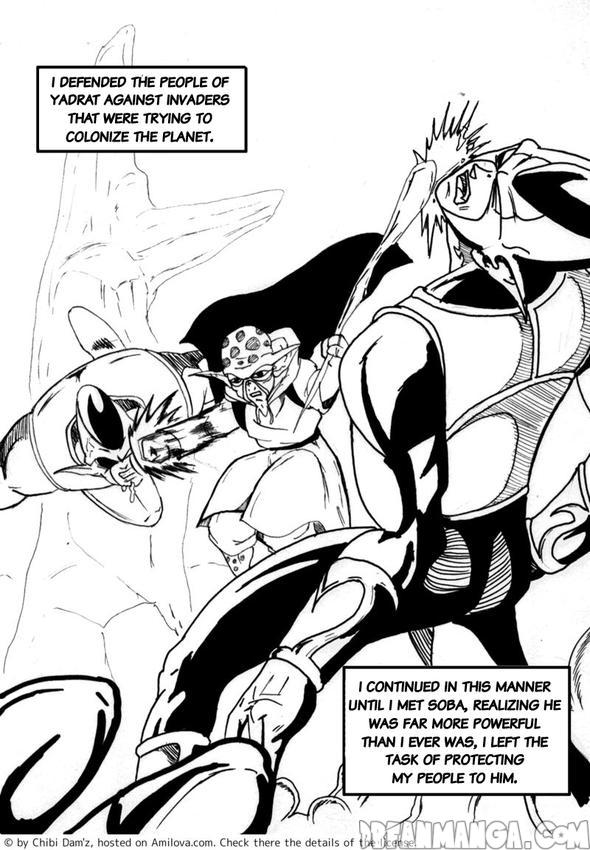 I DEFENDED THE PEOPLE OF
YADRAT AGAINST INVADERS
THAT WERE TRYING TO
COLONIZE THE PLANET.
I CONTINUED IN THIS MANNER
UNTIL I MET SOBA, REALIZING HE
WAS FAR MORE POWERFUL
THAN I EVER WAS, I LEFT THE
TASK OF PROTECTING
MY PEOPLE TO HIM.
DREAMMANGA.COM
© by Chibi Dam'z, hosted on Amilova.com. Check there the details of the license.